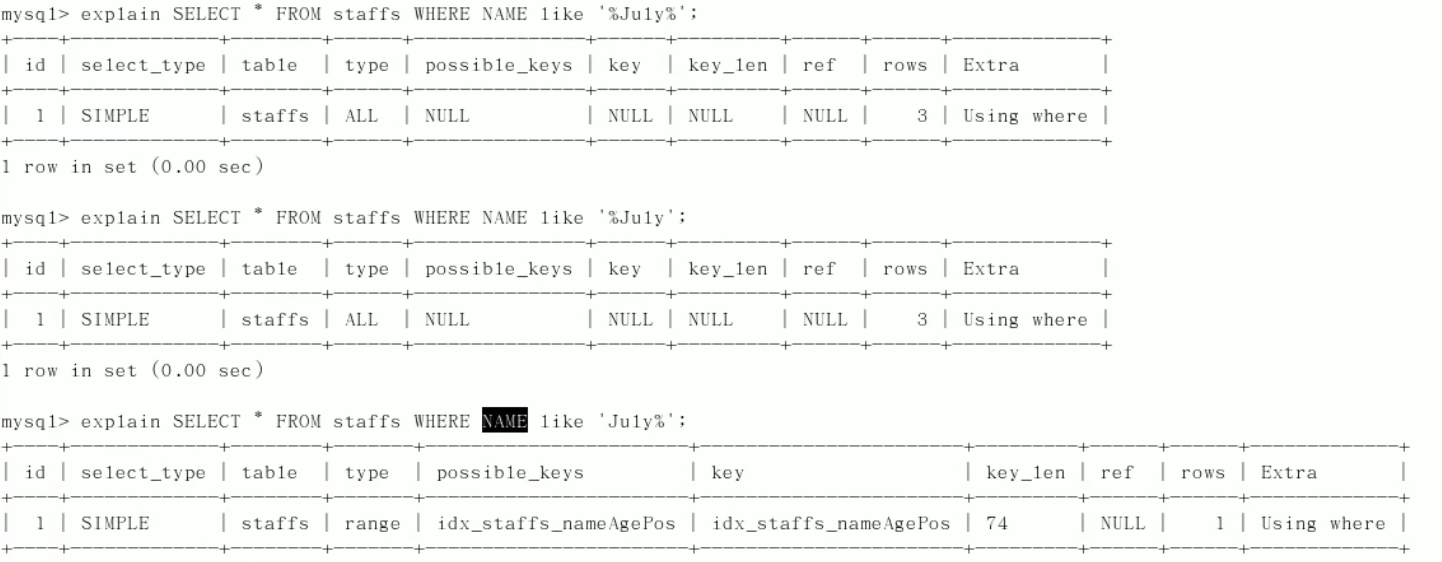 mysql> explain SELECT * FROM staffs WHERE NAME like '%July%';
+----+-------------+--------+------+---------------+------+---------+------+------+-------------+
| id | select_type | table  | type | possible_keys | key  | key_len | ref  | rows | Extra       |
+----+-------------+--------+------+---------------+------+---------+------+------+-------------+
|  1 | SIMPLE      | staffs | ALL  | NULL          | NULL | NULL    | NULL |    3 | Using where |
+----+-------------+--------+------+---------------+------+---------+------+------+-------------+
1 row in set (0.00 sec)
mysql> explain SELECT * FROM staffs WHERE NAME like '%July';
+----+-------------+--------+------+---------------+------+---------+------+------+-------------+
| id | select_type | table  | type | possible_keys | key  | key_len | ref  | rows | Extra       |
+----+-------------+--------+------+---------------+------+---------+------+------+-------------+
|  1 | SIMPLE      | staffs | ALL  | NULL          | NULL | NULL    | NULL |    3 | Using where |
+----+-------------+--------+------+---------------+------+---------+------+------+-------------+
1 row in set (0.00 sec)
mysql> explain SELECT * FROM staffs WHERE NAME like 'July%';
+----+-------------+--------+-------+-----------------------+-----------------------+---------+------+------+-------------+
| id | select_type | table  | type  | possible_keys         | key                   | key_len | ref  | rows | Extra       |
+----+-------------+--------+-------+-----------------------+-----------------------+---------+------+------+-------------+
|  1 | SIMPLE      | staffs | range | idx_staffs_nameAgePos | idx_staffs_nameAgePos | 74      | NULL |    1 | Using where |
+----+-------------+--------+-------+-----------------------+-----------------------+---------+------+------+-------------+